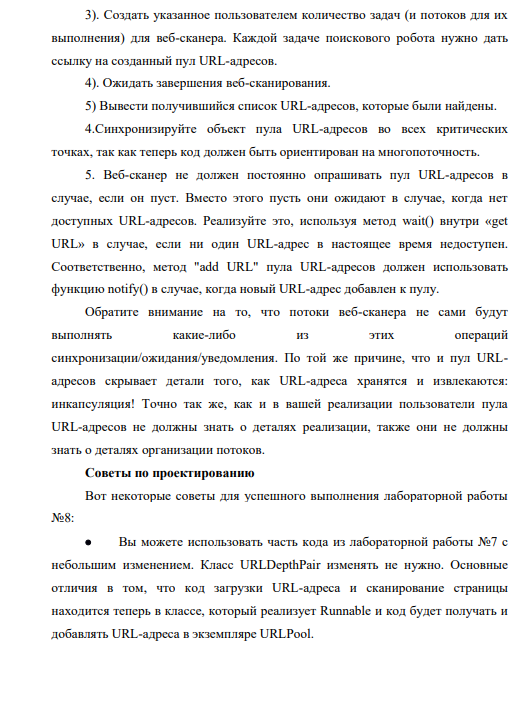 3). Создать указанное пользователем количество задач (и потоков для их
выполнения) для веб-сканера. Каждой задаче поискового робота нужно дать
ссылку на созданный пул URL-адресов.
4). Ожидать завершения веб-сканирования.
5) Вывести получившийся список URL-адресов, которые были найдены.
4.Синхронизируйте объект пула URL-адресов во всех критических
точках, так как теперь код должен быть ориентирован на многопоточность.
5. Веб-сканер не должен постоянно опрашивать пул URL-адресов в
случае, если он пуст. Вместо этого пусть они ожидают в случае, когда нет
доступных URL-адресов. Реализуйте это, используя метод wait() внутри «get
URL» в случае, если ни один URL-адрес в настоящее время недоступен.
Соответственно, метод "add URL" пула URL-адресов должен использовать
функцию notify() в случае, когда новый URL-адрес добавлен к пулу.
Обратите внимание на то, что потоки веб-сканера не сами будут
выполнять какие-либо из этих операций
синхронизации/ожидания/уведомления. По той же причине, что и пул URL-
адресов скрывает детали того, как URL-адреса хранятся и извлекаются:
инкапсуляция! Точно так же, как и в вашей реализации пользователи пула
URL-адресов не должны знать о деталях реализации, также они не должны
знать о деталях организации потоков.
Советы по проектированию
Вот некоторые советы для успешного выполнения лабораторной работы
№8:
● Вы можете использовать часть кода из лабораторной работы №7 с
небольшим изменением. Класс URLDepthPair изменять не нужно. Основные
отличия в том, что код загрузки URL-адреса и сканирование страницы
находится теперь в классе, который реализует Runnable и код будет получать и
добавлять URL-адреса в экземпляре URLPool.